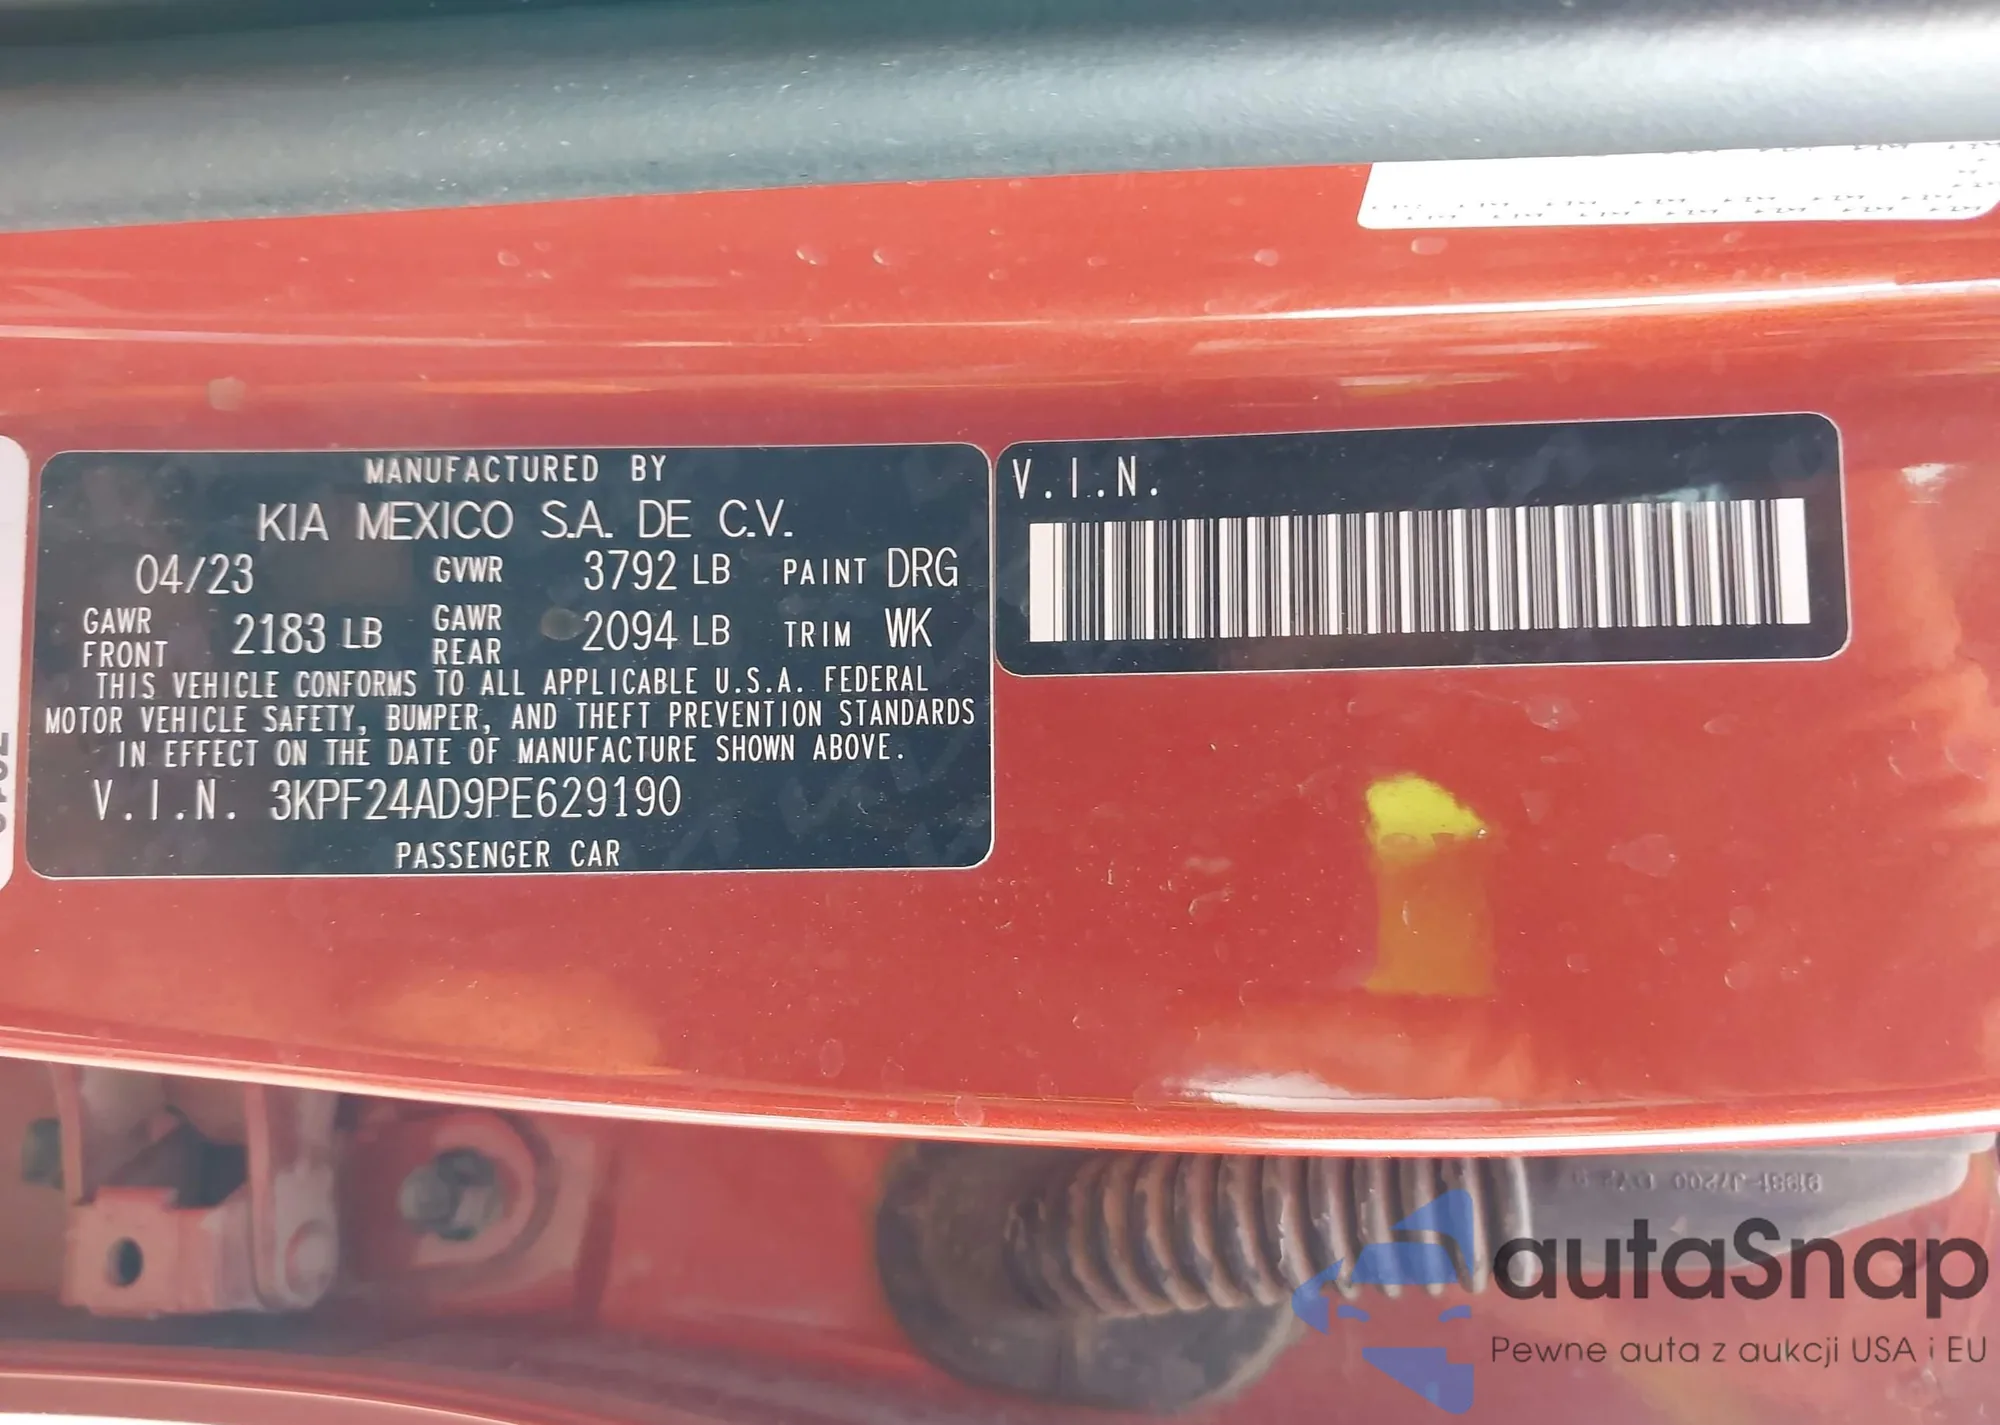 MANUFACTURED BY
KIA MEXICO S.A. DE C.V.
04/23 GVWR 3792 LB PAINT DRG
GAWR FRONT 2183 LB GAWR REAR 2094 LB TRIM WK
THIS VEHICLE CONFORMS TO ALL APPLICABLE U.S.A. FEDERAL
MOTOR VEHICLE SAFETY, BUMPER, AND THEFT PREVENTION STANDARDS
IN EFFECT ON THE DATE OF MANUFACTURE SHOWN ABOVE.
V.I.N. 3KPF24AD9PE629190
PASSENGER CAR
V.I.N.
autaSnap
Pewne auta z aukcji USA i EU